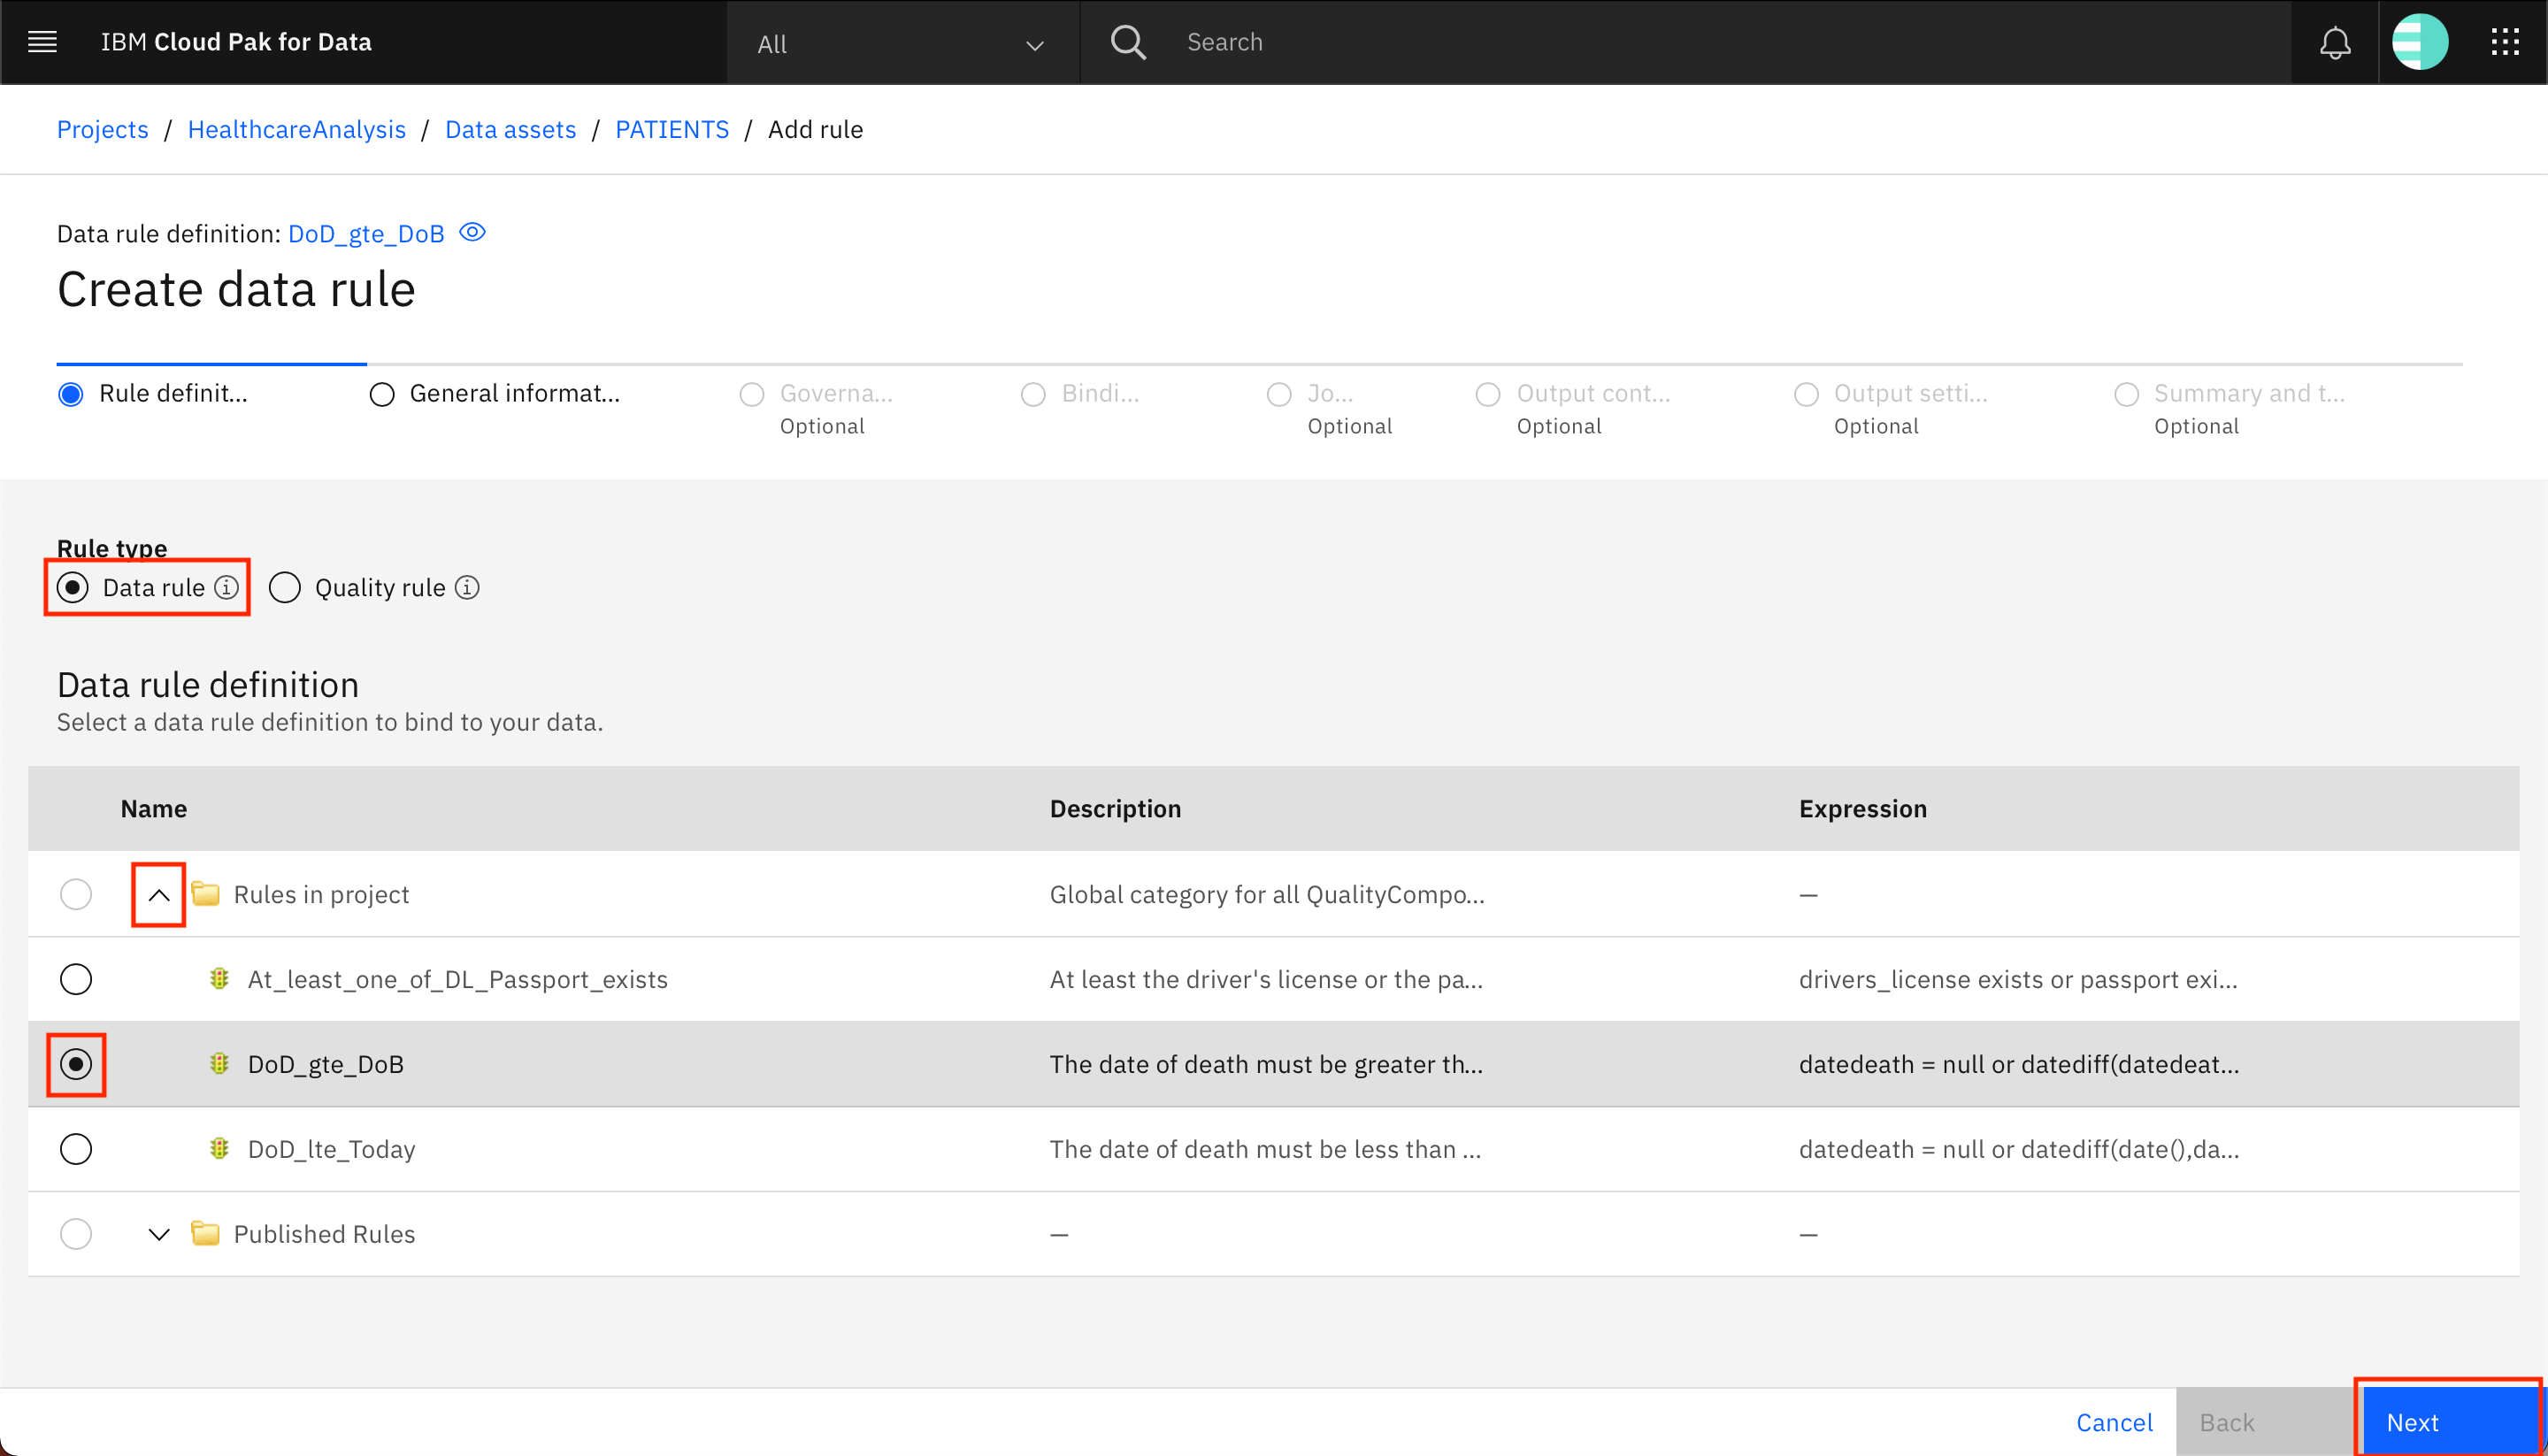 IBM Cloud Pak for Data
All
Search
Projects / HealthcareAnalysis / Data assets / PATIENTS / Add rule
Data rule definition: DoD_gte_DoB
Create data rule
Rule definit...
General informat...
Governa...
Optional
Bindi...
Jo...
Optional
Output cont...
Optional
Output setti...
Optional
Summary and t...
Optional
Rule type
Data rule
Quality rule
Data rule definition
Select a data rule definition to bind to your data.
Name Description Expression
Rules in project Global category for all QualityCompo... —
At_least_one_of_DL_Passport_exists At least the driver's license or the pa... drivers_license exists or passport exi...
DoD_gte_DoB The date of death must be greater th... datedeath = null or datediff(datedeat...
DoD_lte_Today The date of death must be less than ... datedeath = null or datediff(date(),da...
Published Rules — —
Cancel Back Next